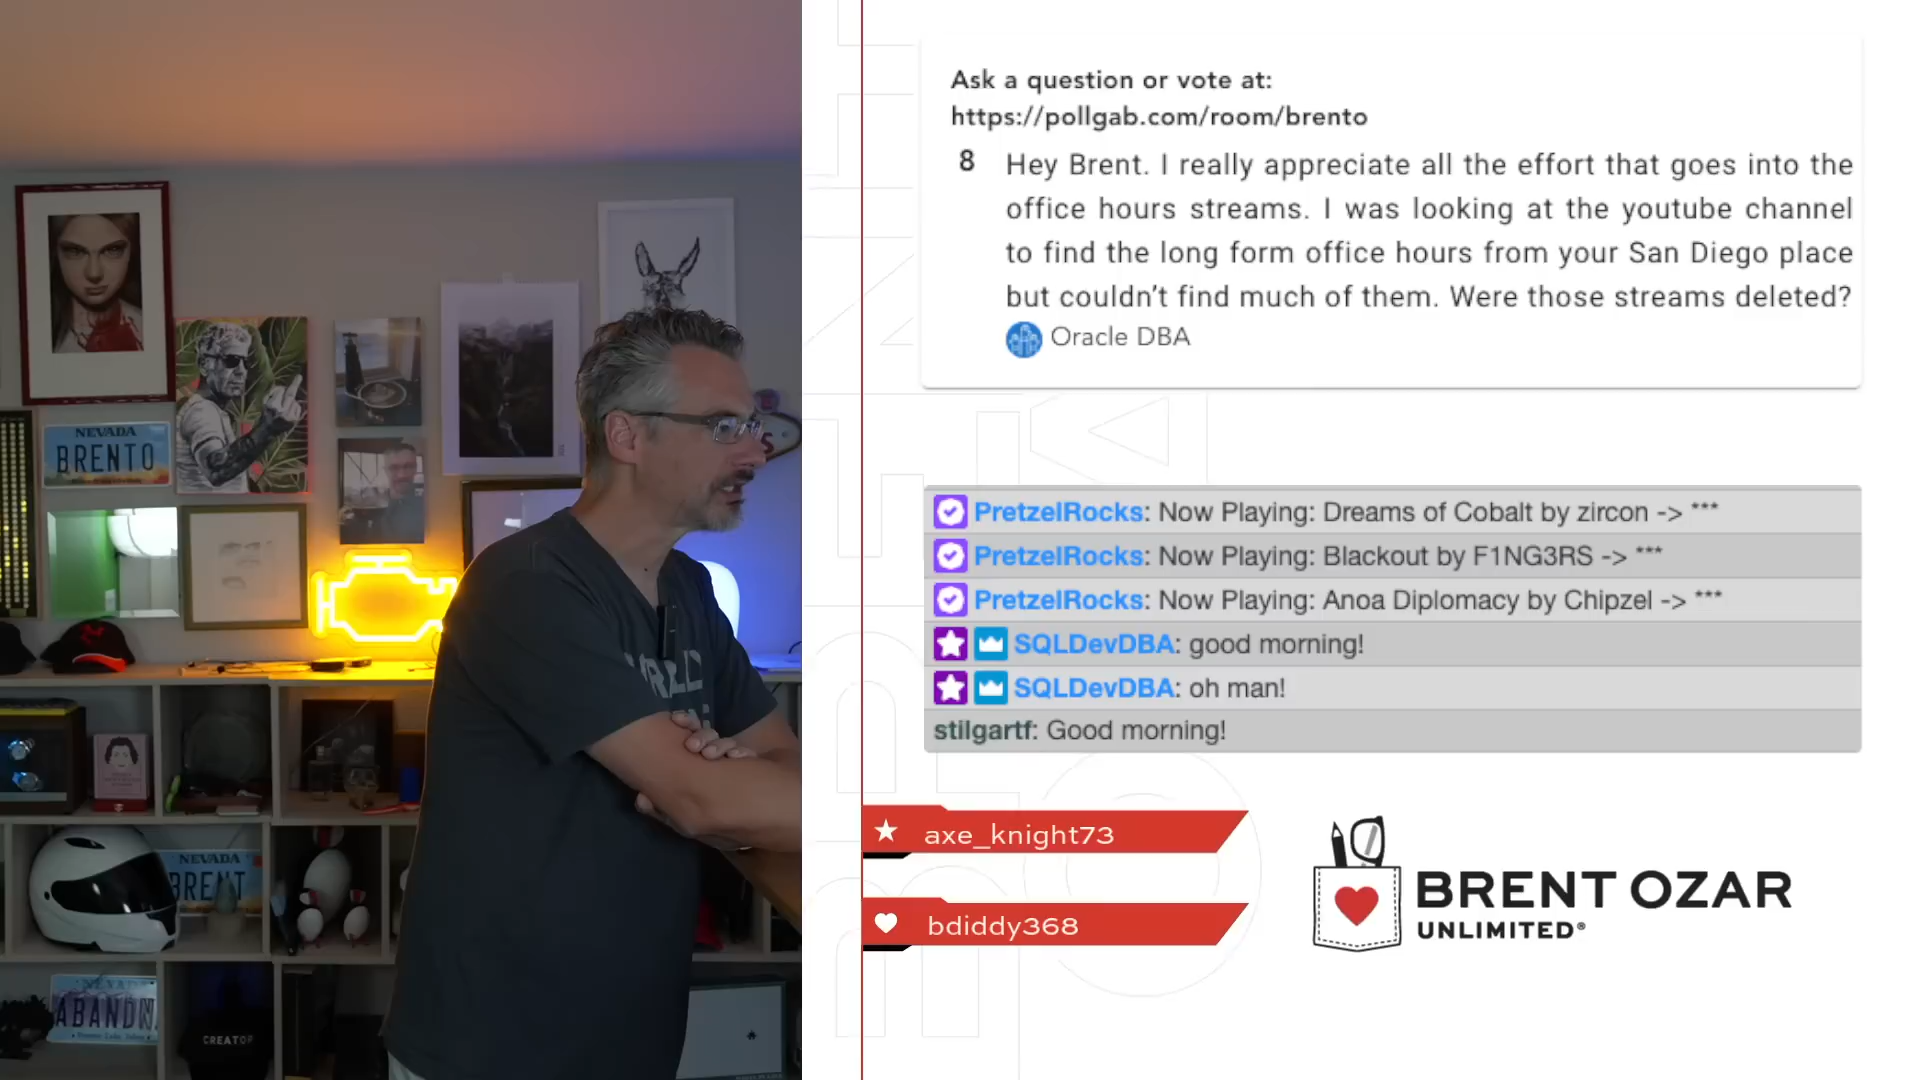 Ask a question or vote at:
https://pollgab.com/room/brento
8 Hey Brent. I really appreciate all the effort that goes into the
office hours streams. I was looking at the youtube channel
to find the long form office hours from your San Diego place
but couldn't find much of them. Were those streams deleted?
Oracle DBA
PretzelRocks: Now Playing: Dreams of Cobalt by zircon -> ***
PretzelRocks: Now Playing: Blackout by F1NG3RS -> ***
PretzelRocks: Now Playing: Anoa Diplomacy by Chipzel -> ***
SQLDevDBA: good morning!
SQLDevDBA: oh man!
stilgartf: Good morning!
axe_knight73
bdiddy368
BRENT OZAR
UNLIMITED®
NEVADA
BRENTO
NEVADA
BRENT
NEVADA
CREATOR